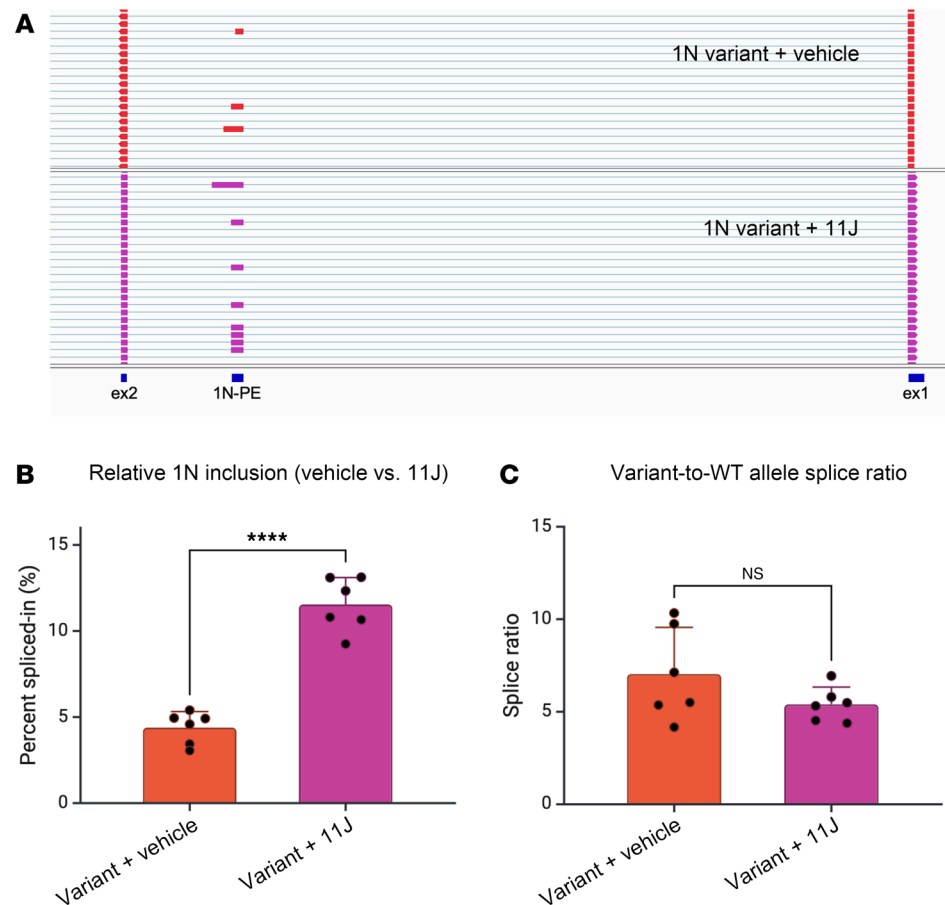 A
1N variant + vehicle
1N variant + 11J
ex2
1N-PE
ex1
B
Relative 1N inclusion (vehicle vs. 11J)
Percent spliced-in (%)
15
10
5
0
****
Variant + vehicle
Variant + 11J
C
Variant-to-WT allele splice ratio
Splice ratio
15
10
5
0
NS
Variant + vehicle
Variant + 11J